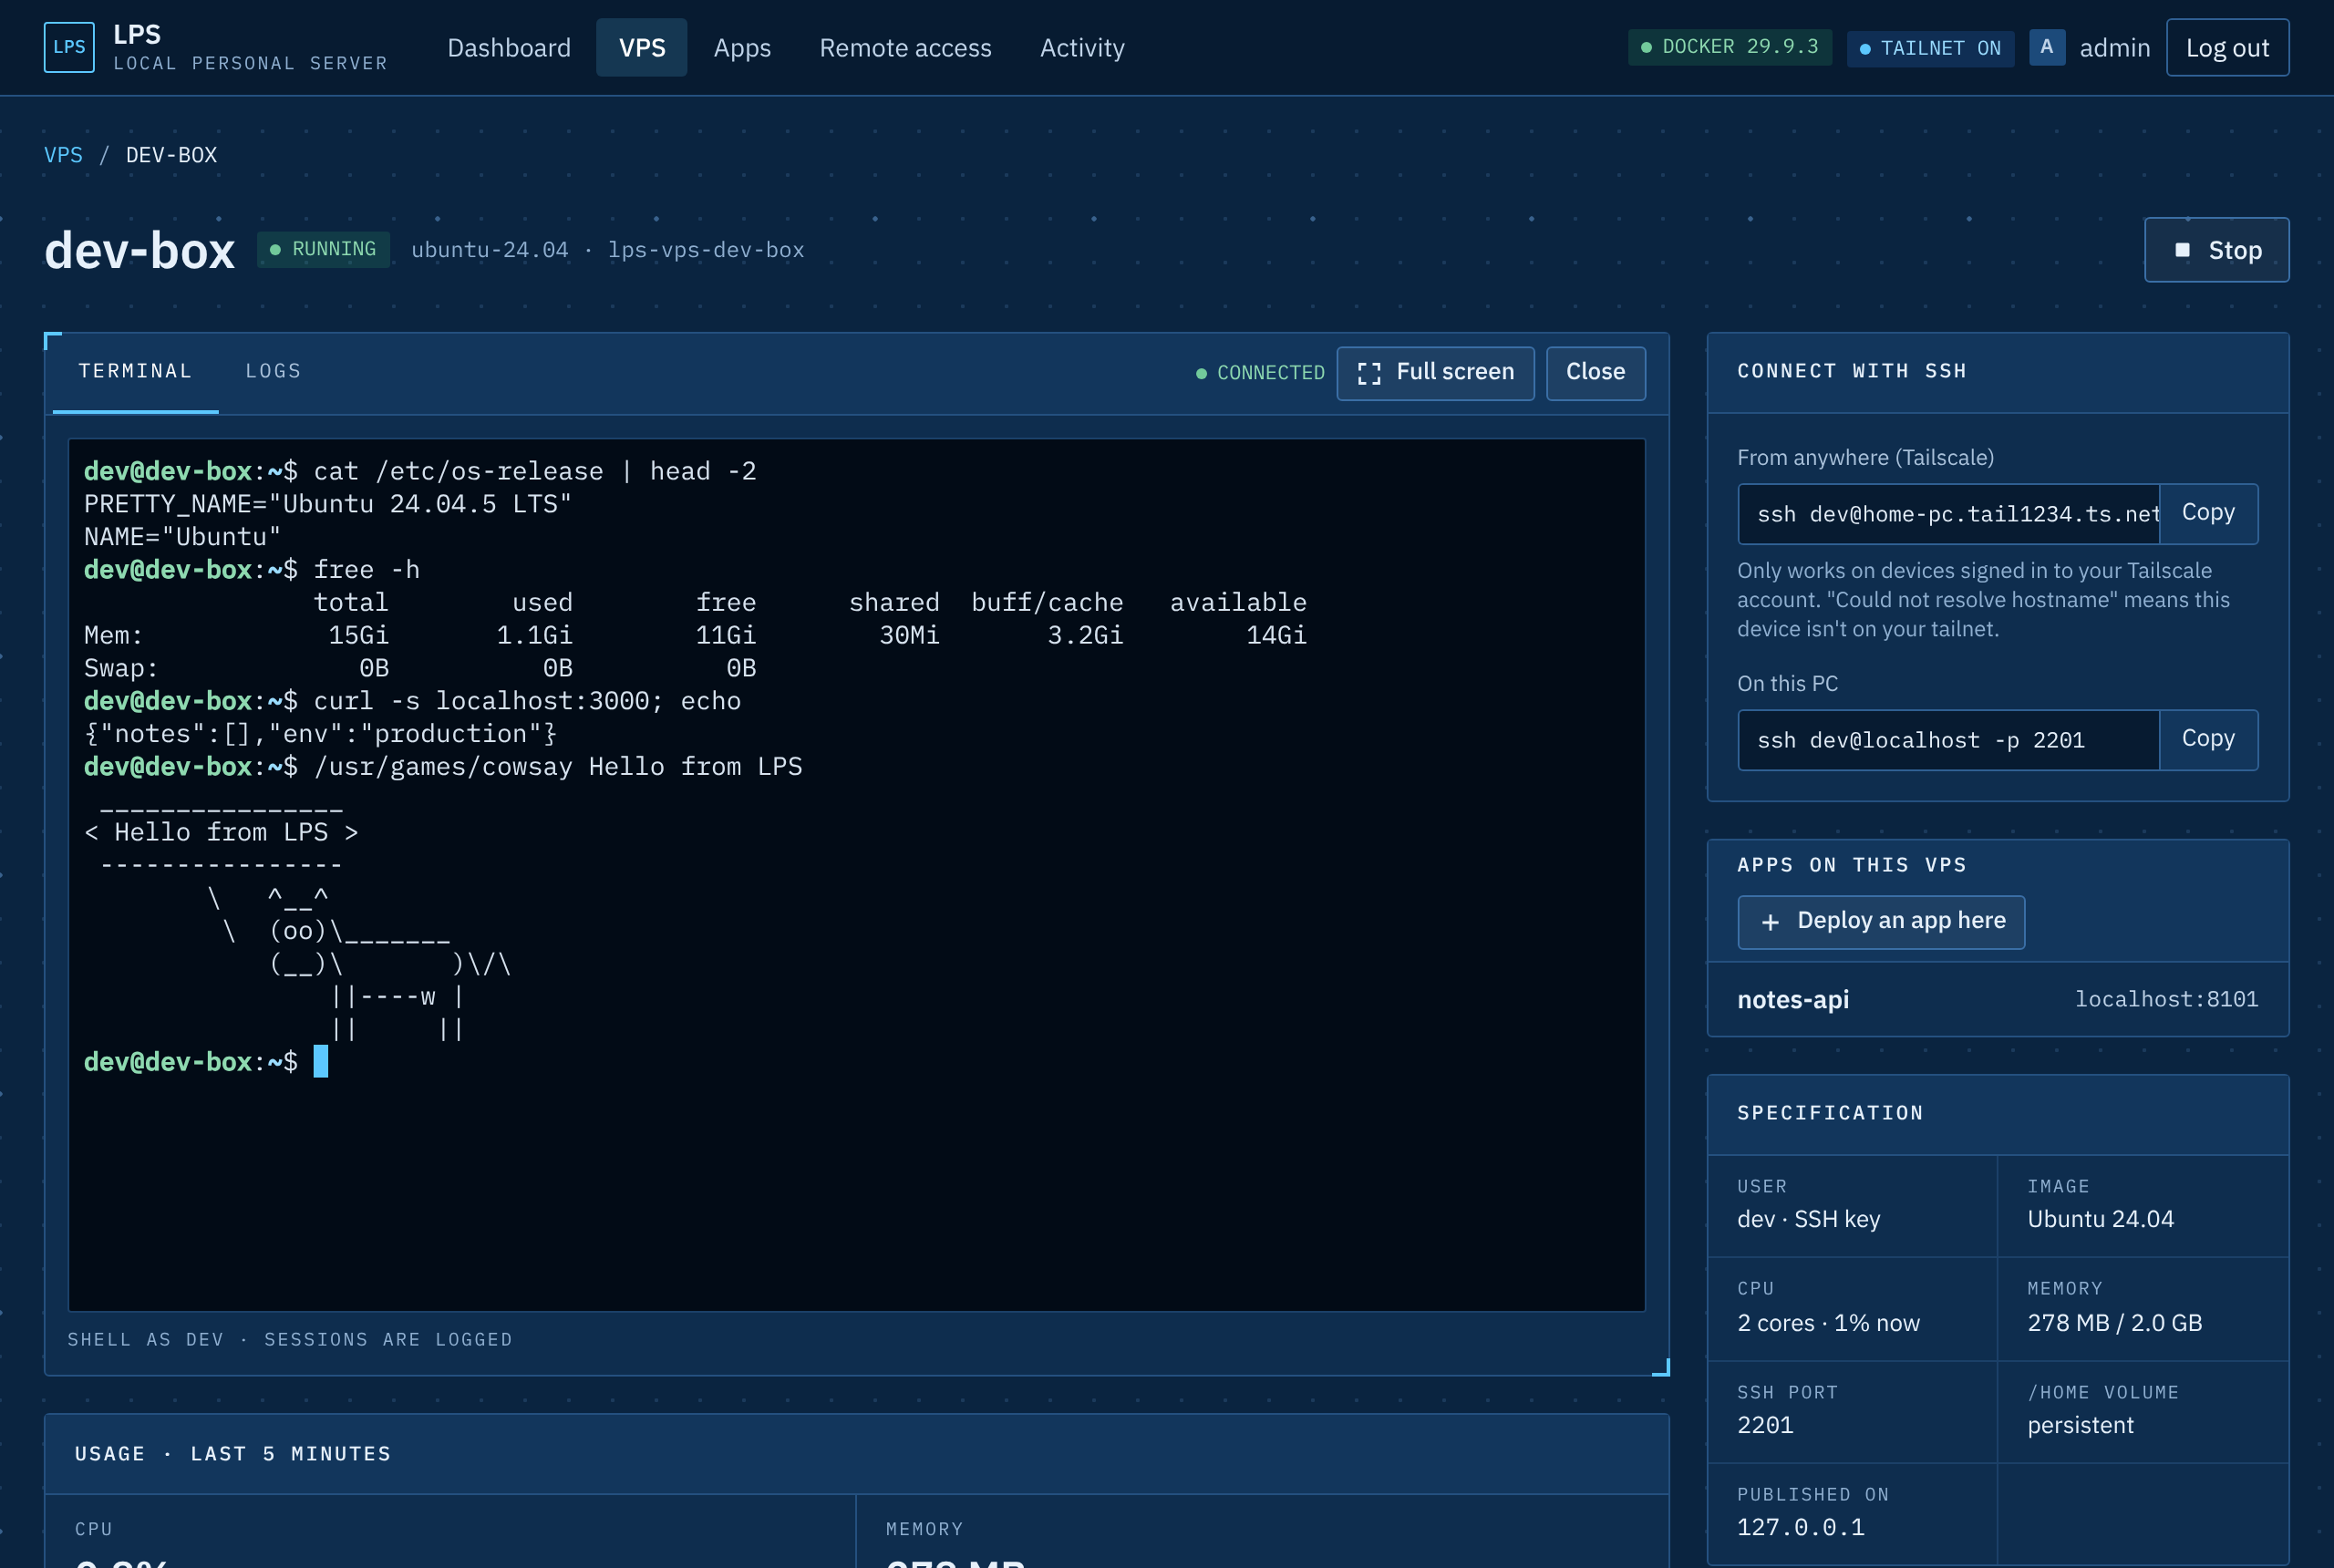 LPS
LPS
LOCAL PERSONAL SERVER
Dashboard
VPS
Apps
Remote access
Activity
DOCKER 29.9.3
TAILNET ON
A
admin
Log out
VPS / DEV-BOX
dev-box
RUNNING
ubuntu-24.04 · lps-vps-dev-box
Stop
TERMINAL
LOGS
CONNECTED
Full screen
Close
dev@dev-box:~$ cat /etc/os-release | head -2
PRETTY_NAME="Ubuntu 24.04.5 LTS"
NAME="Ubuntu"
dev@dev-box:~$ free -h
               total        used        free      shared  buff/cache   available
Mem:            15Gi       1.1Gi        11Gi        30Mi       3.2Gi        14Gi
Swap:             0B          0B          0B
dev@dev-box:~$ curl -s localhost:3000; echo
{"notes":[],"env":"production"}
dev@dev-box:~$ /usr/games/cowsay Hello from LPS
 ________________
< Hello from LPS >
 ----------------
        \   ^__^
         \  (oo)\_______
            (__)\       )\/\
                ||----w |
                ||     ||
dev@dev-box:~$
SHELL AS DEV · SESSIONS ARE LOGGED
USAGE · LAST 5 MINUTES
CPU
MEMORY
278 MB
CONNECT WITH SSH
From anywhere (Tailscale)
ssh dev@home-pc.tail1234.ts.net
Copy
Only works on devices signed in to your Tailscale
account. "Could not resolve hostname" means this
device isn't on your tailnet.
On this PC
ssh dev@localhost -p 2201
Copy
APPS ON THIS VPS
+ Deploy an app here
notes-api
localhost:8101
SPECIFICATION
USER
dev · SSH key
IMAGE
Ubuntu 24.04
CPU
2 cores · 1% now
MEMORY
278 MB / 2.0 GB
SSH PORT
2201
/HOME VOLUME
persistent
PUBLISHED ON
127.0.0.1